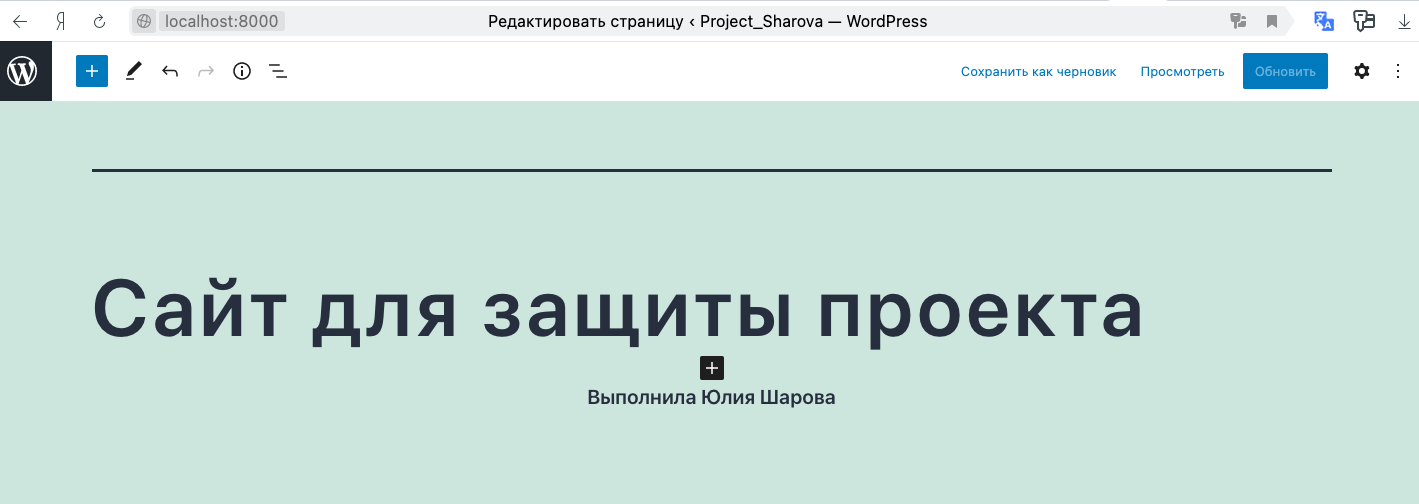 localhost:8000 Редактировать страницу ‹ Project_Sharova — WordPress
Сохранить как черновик Просмотреть Обновить
Сайт для защиты проекта
Выполнила Юлия Шарова